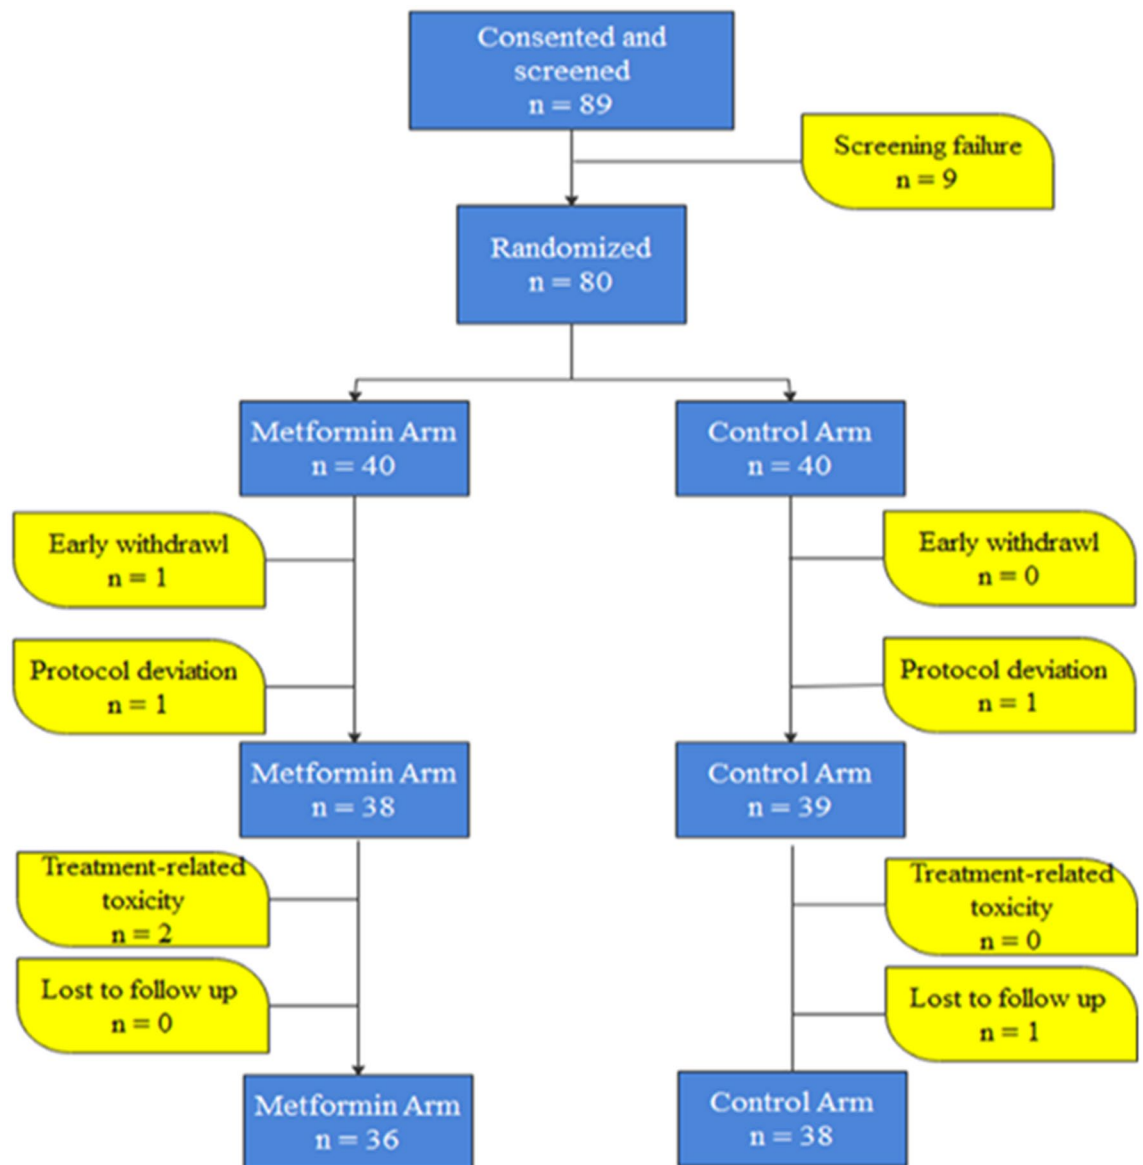 Consented and
screened
n = 89
Screening failure
n = 9
Randomized
n = 80
Metformin Arm
n = 40
Control Arm
n = 40
Early withdrawl
n = 1
Early withdrawl
n = 0
Protocol deviation
n = 1
Protocol deviation
n = 1
Metformin Arm
n = 38
Control Arm
n = 39
Treatment-related
toxicity
n = 2
Treatment-related
toxicity
n = 0
Lost to follow up
n = 0
Lost to follow up
n = 1
Metformin Arm
n = 36
Control Arm
n = 38